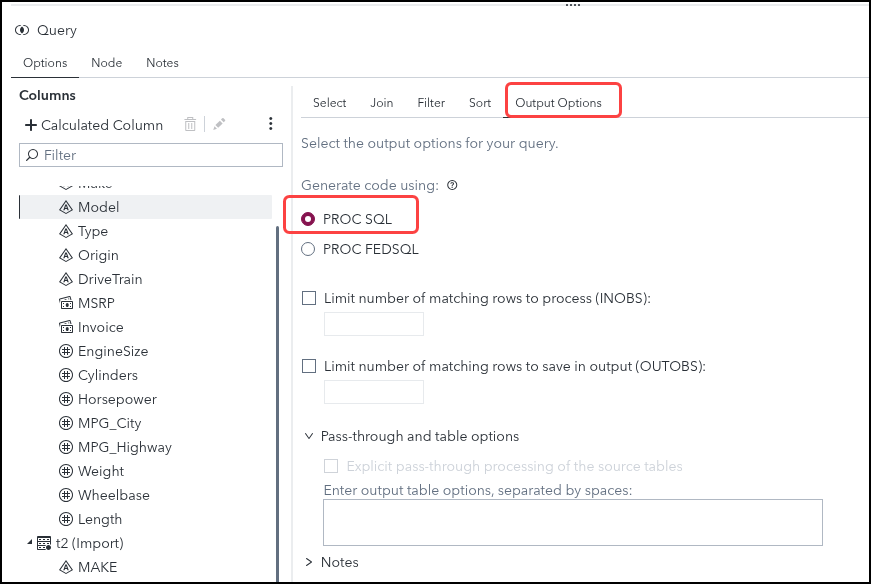 Query
Options Node Notes
Columns
Calculated Column
Filter
Make
Model
Type
Origin
DriveTrain
MSRP
Invoice
EngineSize
Cylinders
Horsepower
MPG_City
MPG_Highway
Weight
Wheelbase
Length
t2 (Import)
MAKE
Select Join Filter Sort Output Options
Select the output options for your query.
Generate code using:
PROC SQL
PROC FEDSQL
Limit number of matching rows to process (INOBS):
Limit number of matching rows to save in output (OUTOBS):
Pass-through and table options
Explicit pass-through processing of the source tables
Enter output table options, separated by spaces:
Notes